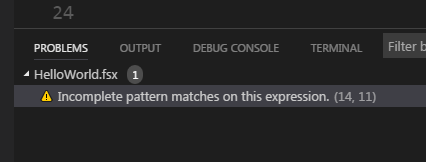 24
PROBLEMS OUTPUT DEBUG CONSOLE TERMINAL Filter b
HelloWorld.fsx 1
Incomplete pattern matches on this expression. (14, 11)